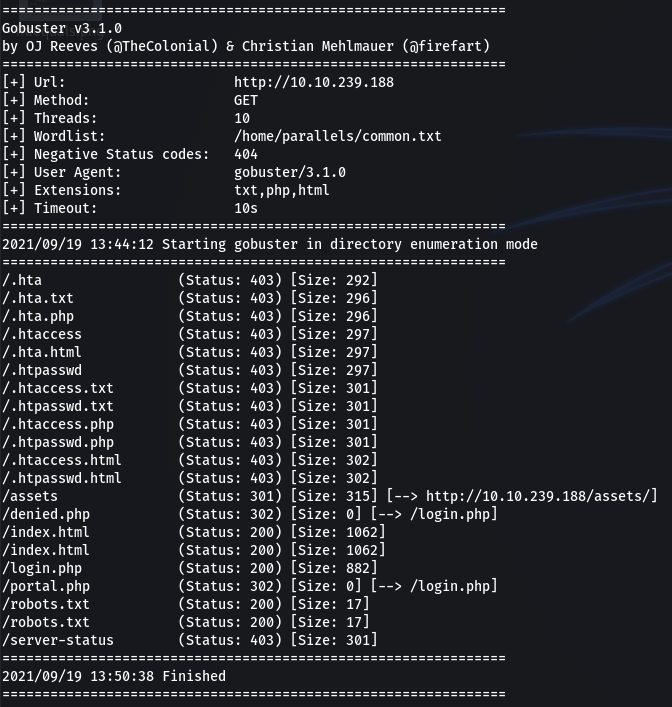 ===============================================================
Gobuster v3.1.0
by OJ Reeves (@TheColonial) & Christian Mehlmauer (@firefart)
===============================================================
[+] Url:                     http://10.10.239.188
[+] Method:                  GET
[+] Threads:                 10
[+] Wordlist:                /home/parallels/common.txt
[+] Negative Status codes:   404
[+] User Agent:              gobuster/3.1.0
[+] Extensions:              txt,php,html
[+] Timeout:                 10s
===============================================================
2021/09/19 13:44:12 Starting gobuster in directory enumeration mode
===============================================================
/.hta                 (Status: 403) [Size: 292]
/.hta.txt             (Status: 403) [Size: 296]
/.hta.php             (Status: 403) [Size: 296]
/.htaccess            (Status: 403) [Size: 297]
/.hta.html            (Status: 403) [Size: 297]
/.htpasswd            (Status: 403) [Size: 297]
/.htaccess.txt        (Status: 403) [Size: 301]
/.htpasswd.txt        (Status: 403) [Size: 301]
/.htaccess.php        (Status: 403) [Size: 301]
/.htpasswd.php        (Status: 403) [Size: 301]
/.htaccess.html       (Status: 403) [Size: 302]
/.htpasswd.html       (Status: 403) [Size: 302]
/assets               (Status: 301) [Size: 315] [--> http://10.10.239.188/assets/]
/denied.php           (Status: 302) [Size: 0] [--> /login.php]
/index.html           (Status: 200) [Size: 1062]
/index.html           (Status: 200) [Size: 1062]
/login.php            (Status: 200) [Size: 882]
/portal.php           (Status: 302) [Size: 0] [--> /login.php]
/robots.txt           (Status: 200) [Size: 17]
/robots.txt           (Status: 200) [Size: 17]
/server-status        (Status: 403) [Size: 301]
===============================================================
2021/09/19 13:50:38 Finished
===============================================================